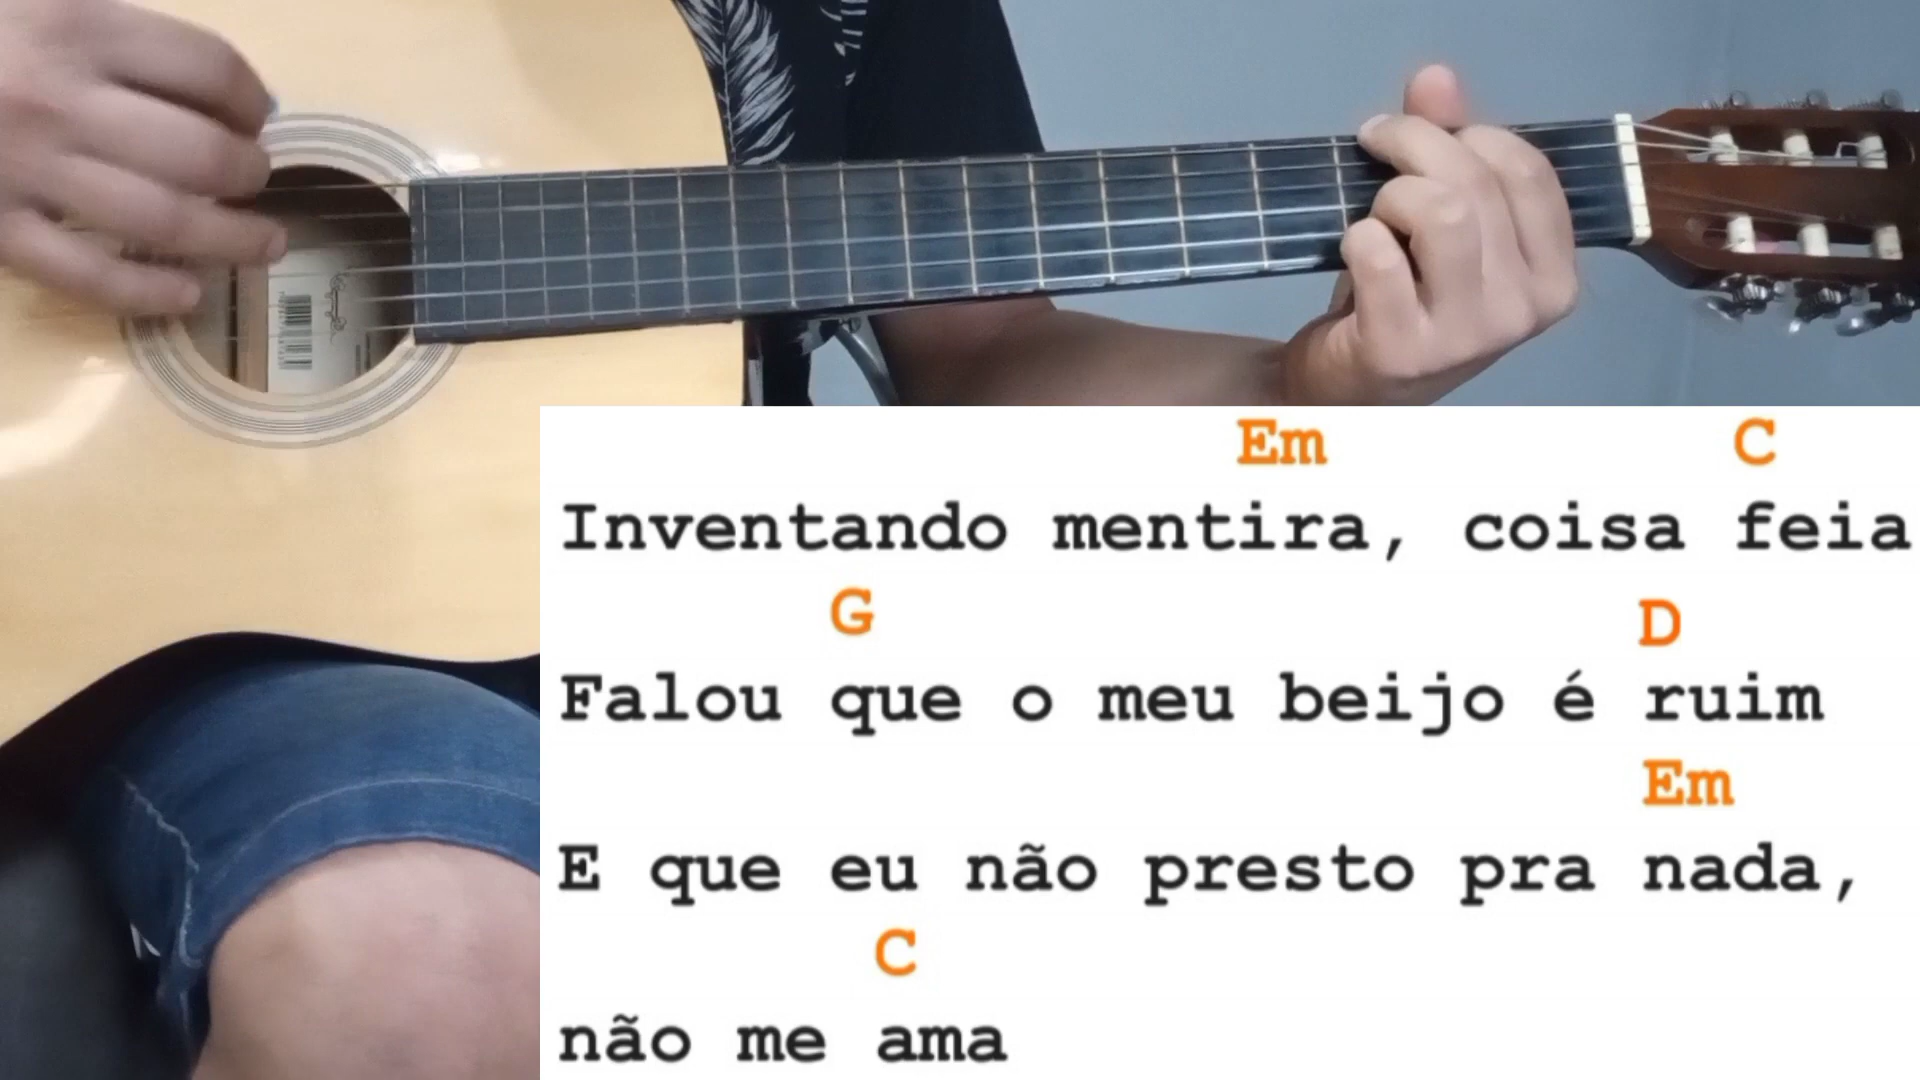 Em C
Inventando mentira, coisa feia
G D
Falou que o meu beijo é ruim
Em
E que eu não presto pra nada,
C
não me ama